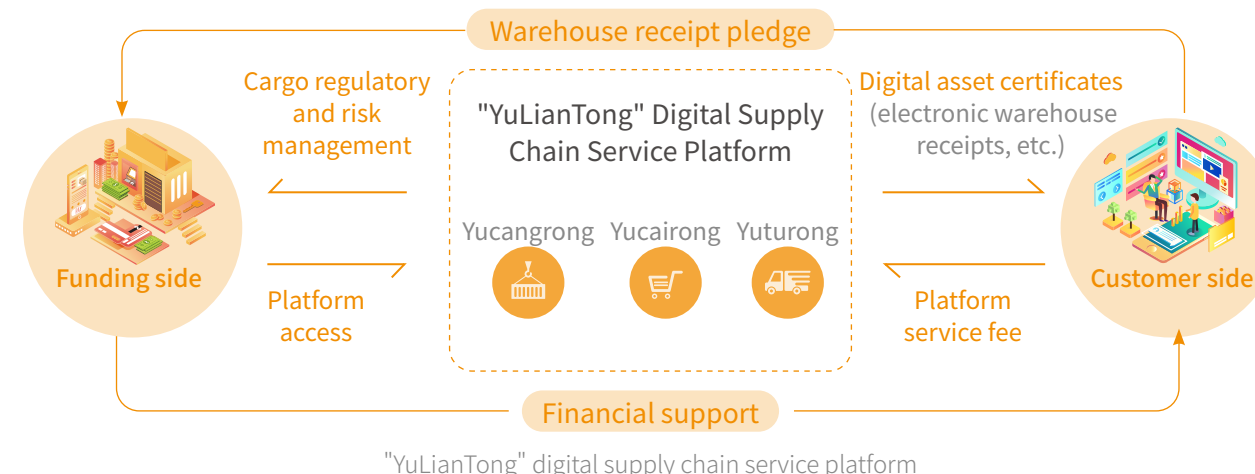 Warehouse receipt pledge
Cargo regulatory
and risk
management
"YuLianTong" Digital Supply
Chain Service Platform
Digital asset certificates
(electronic warehouse
receipts, etc.)
Yucangrong
Yucairong
Yuturong
Funding side
Customer side
Platform
access
Platform
service fee
Financial support
"YuLianTong" digital supply chain service platform